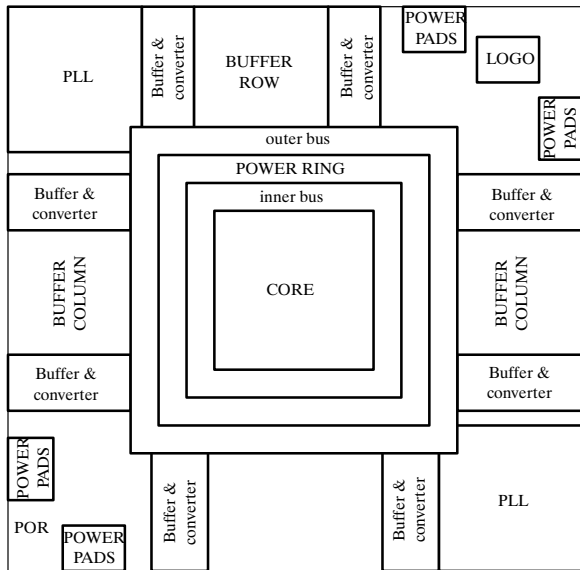 POWER
PADS
PLL
Buffer &
converter
BUFFER
ROW
Buffer &
converter
LOGO
POWER
PADS
outer bus
POWER RING
inner bus
Buffer &
converter
Buffer &
converter
BUFFER
COLUMN
CORE
BUFFER
COLUMN
Buffer &
converter
Buffer &
converter
POWER
PADS
Buffer &
converter
Buffer &
converter
PLL
POR
POWER
PADS